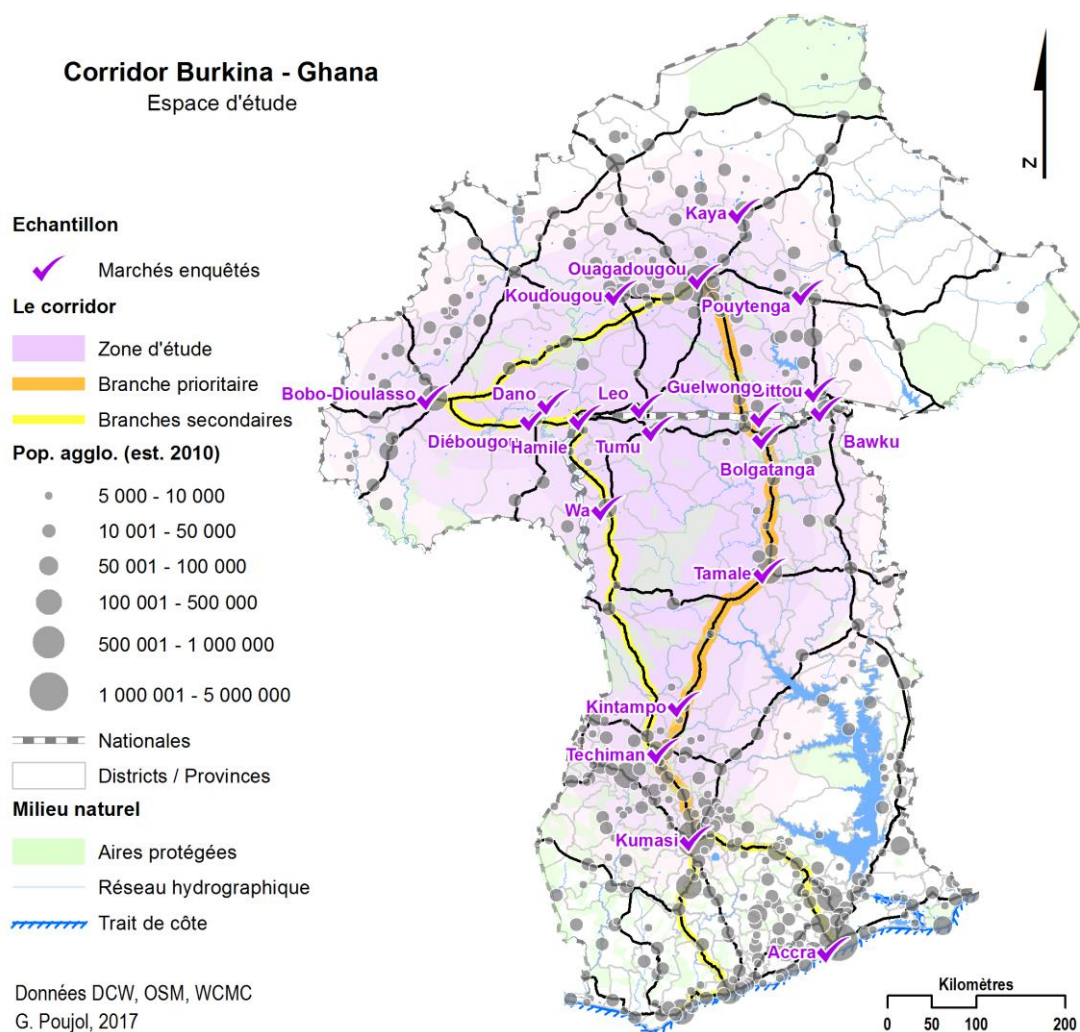 Corridor Burkina - Ghana
Espace d'étude
N
Echantillon
Marchés enquêtés
Le corridor
Zone d'étude
Branche prioritaire
Branches secondaires
Pop. agglo. (est. 2010)
5 000 - 10 000
10 001 - 50 000
50 001 - 100 000
100 001 - 500 000
500 001 - 1 000 000
1 000 001 - 5 000 000
Nationales
Districts / Provinces
Milieu naturel
Aires protégées
Réseau hydrographique
Trait de côte
Données DCW, OSM, WCMC
G. Poujol, 2017
Kaya
Ouagadougou
Koudougou
Pouytenga
Bobo-Dioulasso
Dano
Leo
Guelwongo
ittou
Diébougou
Hamile
Tumu
Bawku
Bolgatanga
Wa
Tamale
Kintampo
Techiman
Kumasi
Accra
Kilomètres
0 50 100 200